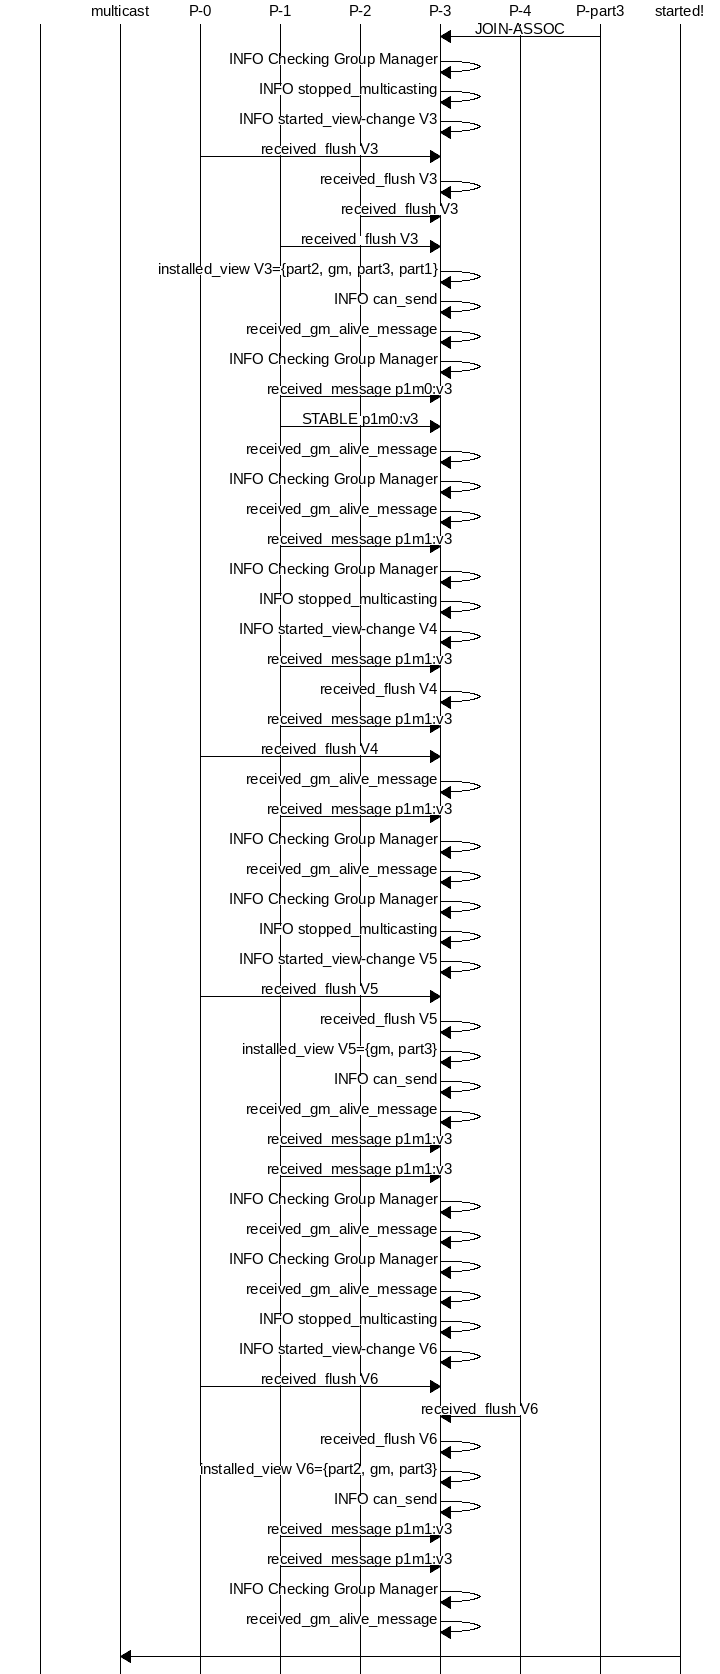 multicast P-0 P-1 P-2 P-3 P-4 P-part3 started!
JOIN-ASSOC
INFO Checking Group Manager
INFO stopped_multicasting
INFO started_view-change V3
received_flush V3
received_flush V3
received_flush V3
received_flush V3
installed_view V3={part2, gm, part3, part1}
INFO can_send
received_gm_alive_message
INFO Checking Group Manager
received_message p1m0:v3
STABLE p1m0:v3
received_gm_alive_message
INFO Checking Group Manager
received_gm_alive_message
received_message p1m1:v3
INFO Checking Group Manager
INFO stopped_multicasting
INFO started_view-change V4
received_message p1m1:v3
received_flush V4
received_message p1m1:v3
received_flush V4
received_gm_alive_message
received_message p1m1:v3
INFO Checking Group Manager
received_gm_alive_message
INFO Checking Group Manager
INFO stopped_multicasting
INFO started_view-change V5
received_flush V5
received_flush V5
installed_view V5={gm, part3}
INFO can_send
received_gm_alive_message
received_message p1m1:v3
received_message p1m1:v3
INFO Checking Group Manager
received_gm_alive_message
INFO Checking Group Manager
received_gm_alive_message
INFO stopped_multicasting
INFO started_view-change V6
received_flush V6
received_flush V6
received_flush V6
installed_view V6={part2, gm, part3}
INFO can_send
received_message p1m1:v3
received_message p1m1:v3
INFO Checking Group Manager
received_gm_alive_message